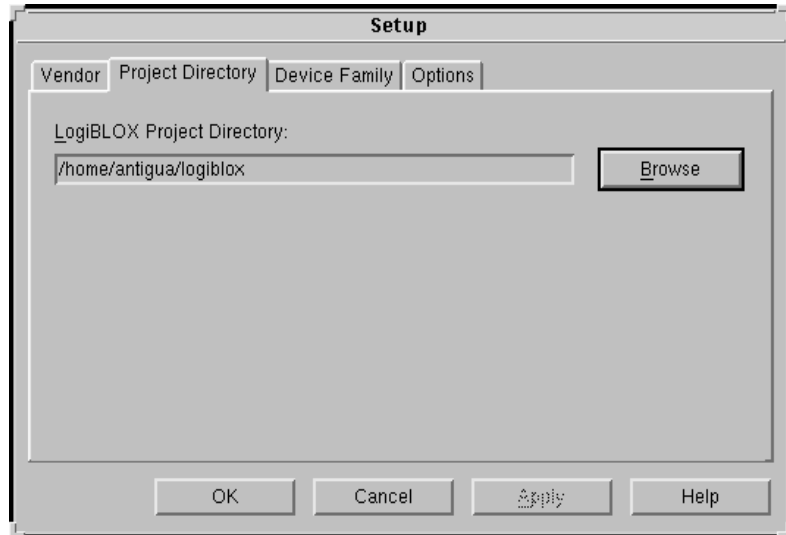 Setup
Vendor Project Directory Device Family Options
LogiBLOX Project Directory:
/home/antigua/logiblox Browse
OK Cancel Apply Help